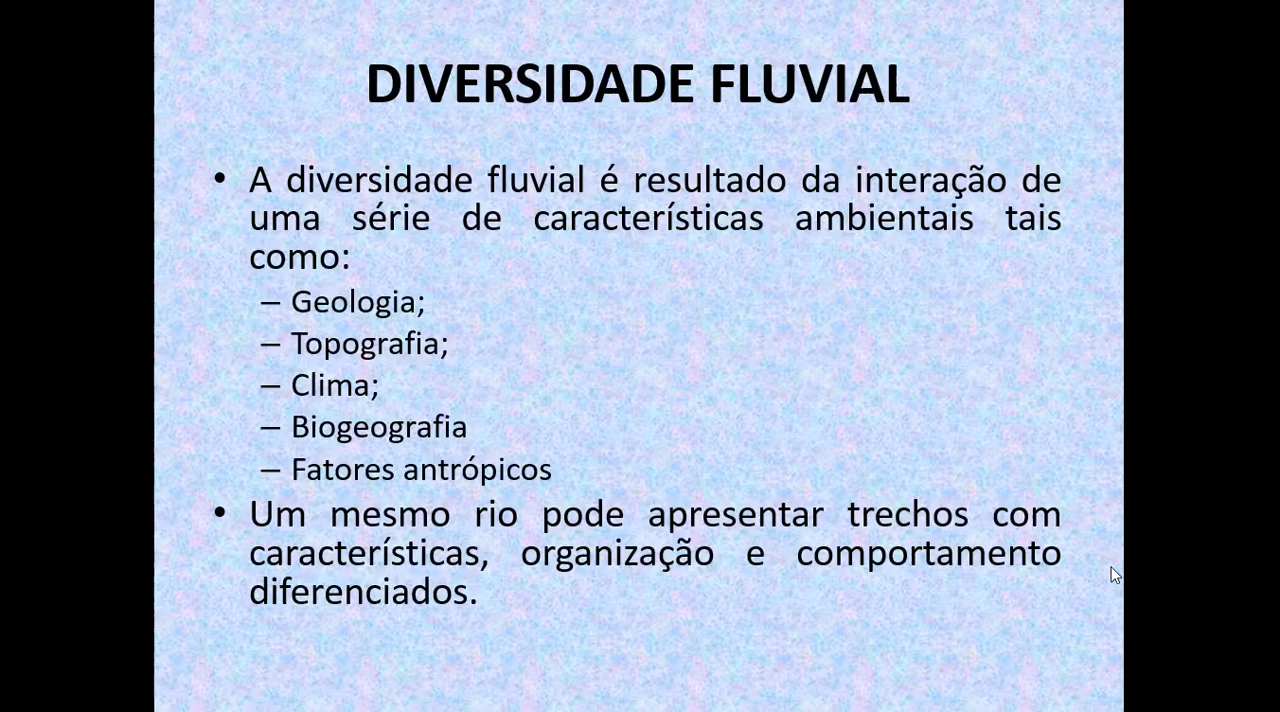 DIVERSIDADE FLUVIAL
• A diversidade fluvial é resultado da interação de
uma série de características ambientais tais
como:
– Geologia;
– Topografia;
– Clima;
– Biogeografia
– Fatores antrópicos
• Um mesmo rio pode apresentar trechos com
características, organização e comportamento
diferenciados.